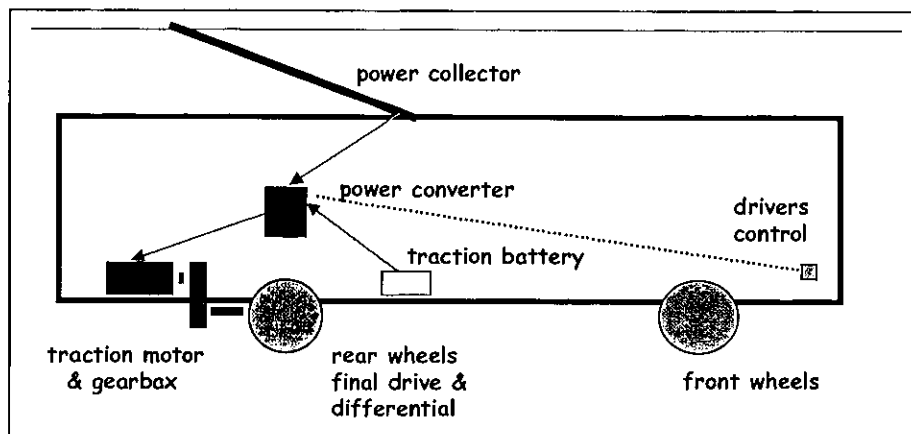 power collector
power converter
drivers
control
traction battery
traction motor
& gearbax
rear wheels
final drive &
differential
front wheels